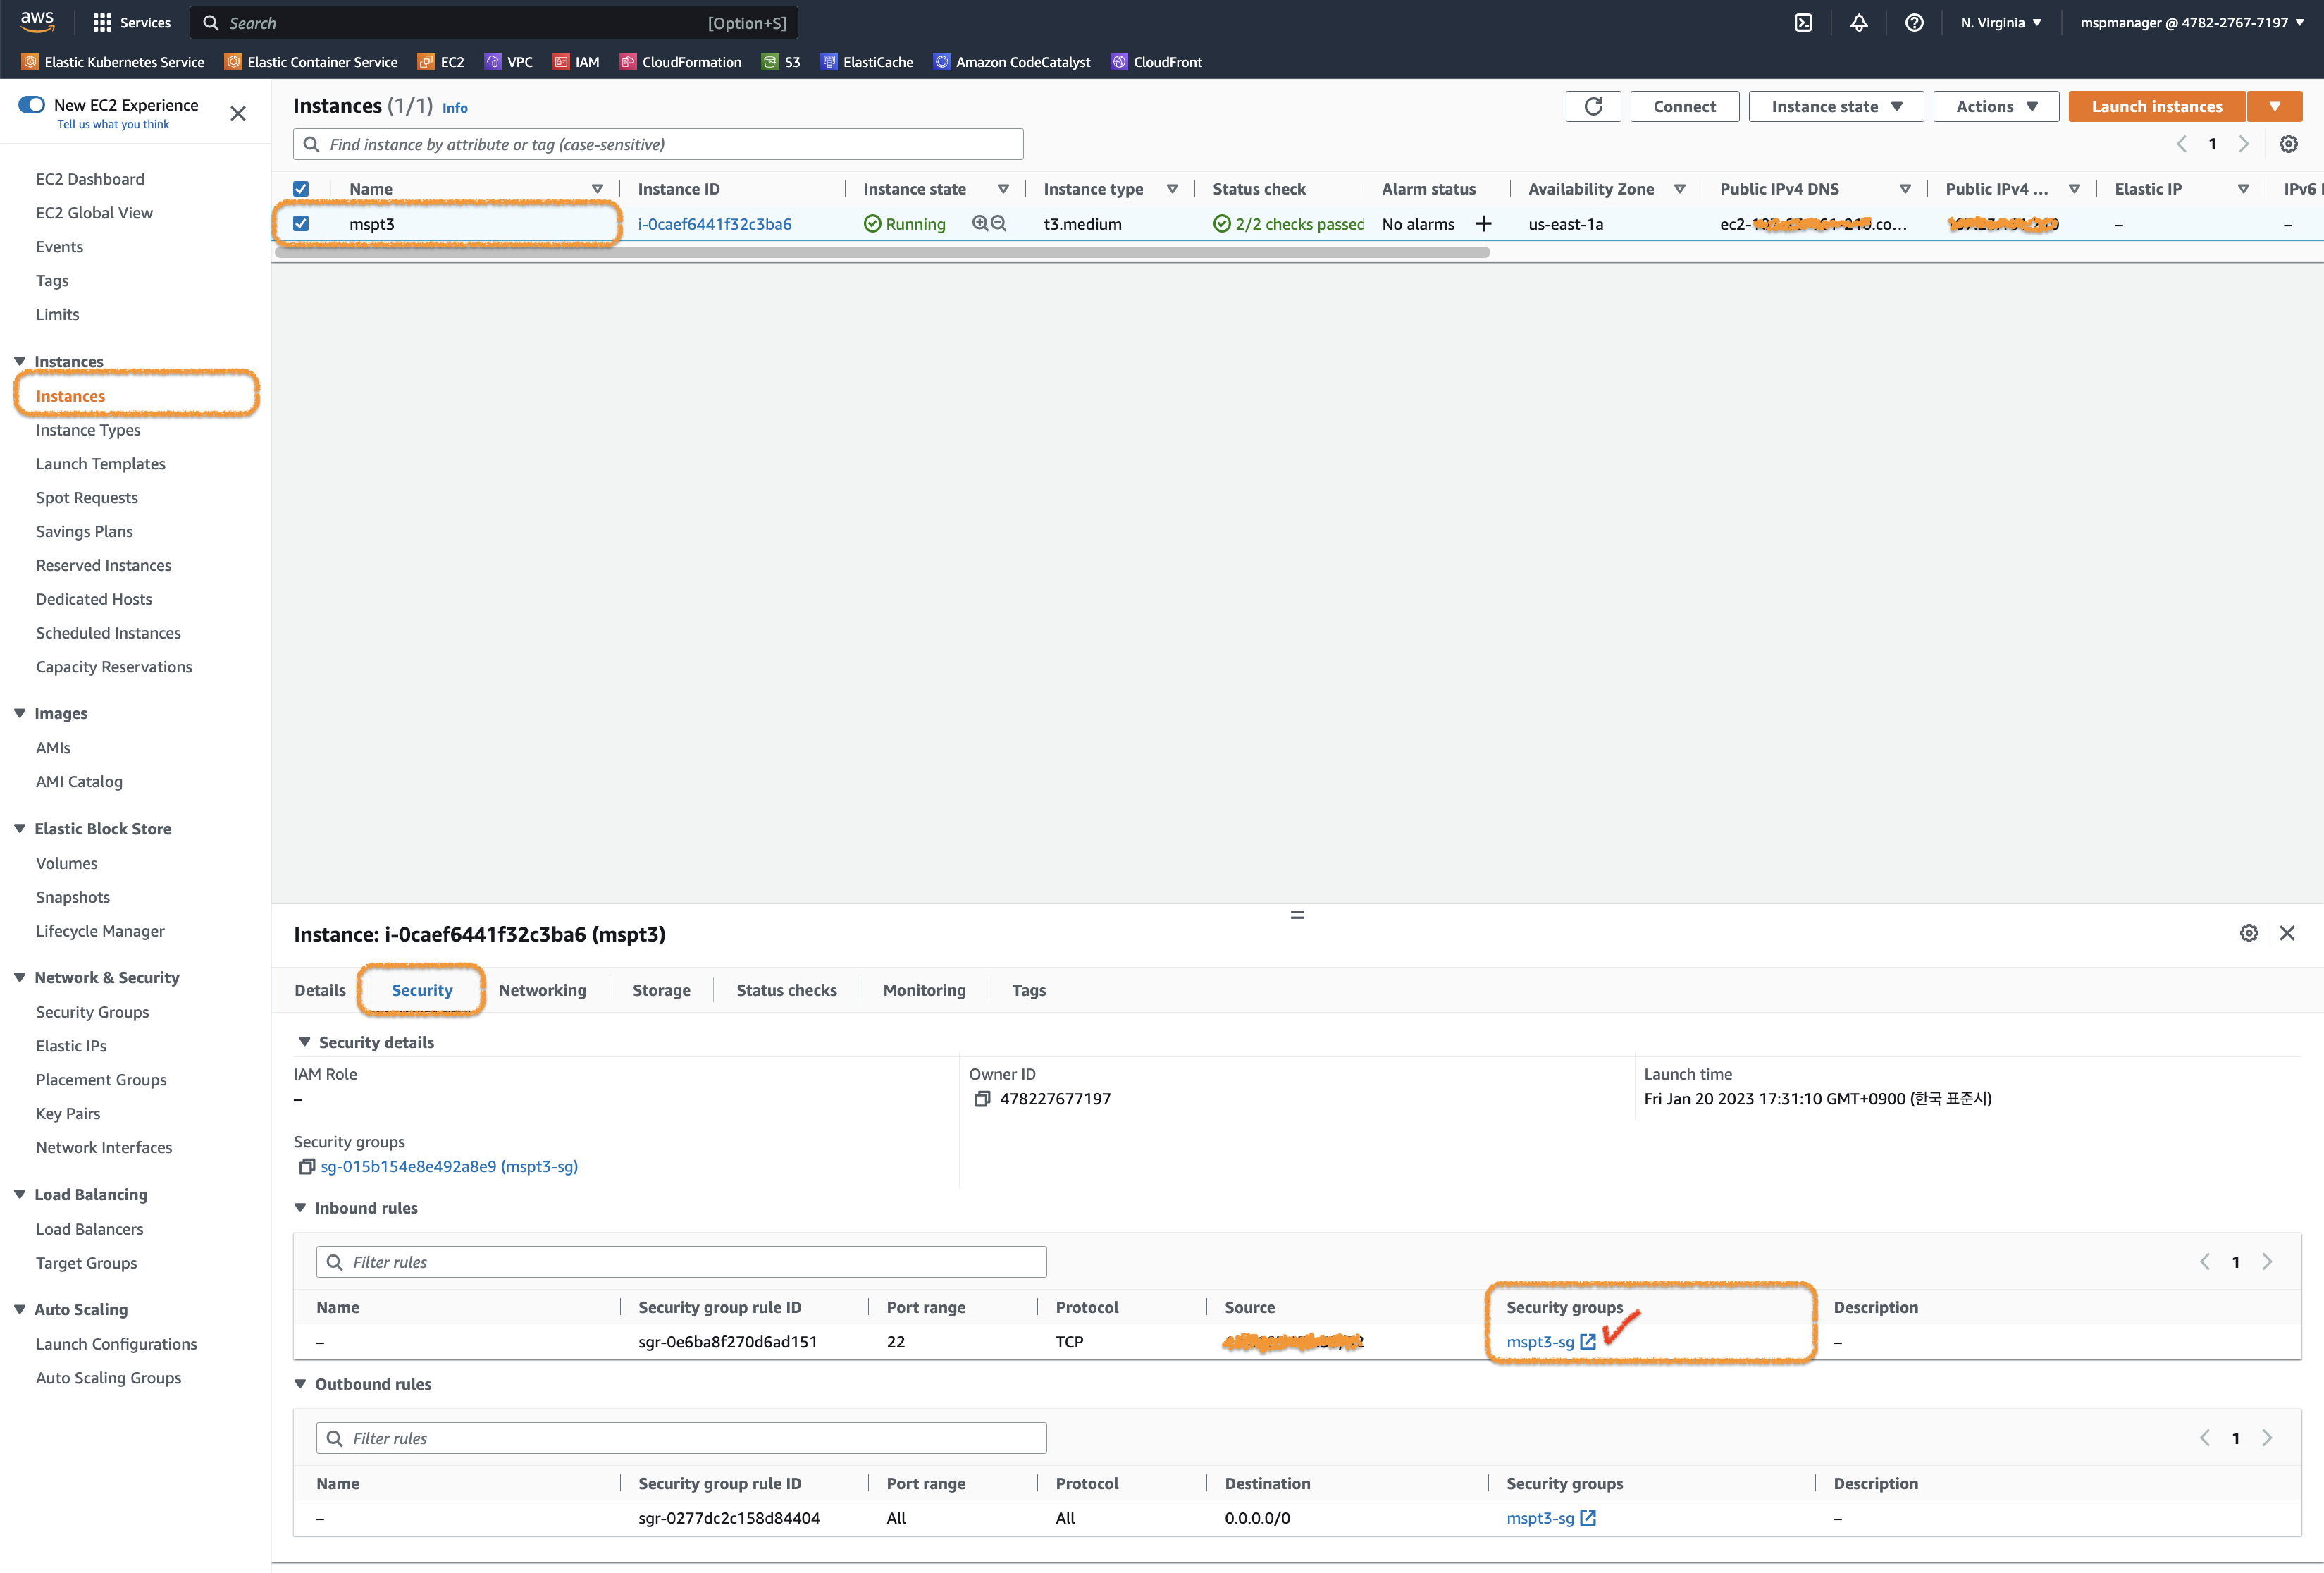 aws
Services
Search [Option+S]
N. Virginia
mspmanager @ 4782-2767-7197
Elastic Kubernetes Service Elastic Container Service EC2 VPC IAM CloudFormation S3 ElastiCache Amazon CodeCatalyst CloudFront
New EC2 Experience
Tell us what you think
EC2 Dashboard
EC2 Global View
Events
Tags
Limits
Instances
Instances
Instance Types
Launch Templates
Spot Requests
Savings Plans
Reserved Instances
Dedicated Hosts
Scheduled Instances
Capacity Reservations
Images
AMIs
AMI Catalog
Elastic Block Store
Volumes
Snapshots
Lifecycle Manager
Network & Security
Security Groups
Elastic IPs
Placement Groups
Key Pairs
Network Interfaces
Load Balancing
Load Balancers
Target Groups
Auto Scaling
Launch Configurations
Auto Scaling Groups
Instances (1/1) Info
Connect
Instance state
Actions
Launch instances
Find instance by attribute or tag (case-sensitive)
1
Name Instance ID Instance state Instance type Status check Alarm status Availability Zone Public IPv4 DNS Public IPv4 ... Elastic IP IPv6
mspt3 i-0caef6441f32c3ba6 Running t3.medium 2/2 checks passed No alarms + us-east-1a – –
Instance: i-0caef6441f32c3ba6 (mspt3)
Details Security Networking Storage Status checks Monitoring Tags
Security details
IAM Role
–
Owner ID
478227677197
Launch time
Fri Jan 20 2023 17:31:10 GMT+0900 (한국 표준시)
Security groups
sg-015b154e8e492a8e9 (mspt3-sg)
Inbound rules
Filter rules
1
Name Security group rule ID Port range Protocol Source Security groups Description
– sgr-0e6ba8f270d6ad151 22 TCP mspt3-sg –
Outbound rules
Filter rules
1
Name Security group rule ID Port range Protocol Destination Security groups Description
– sgr-0277dc2c158d84404 All All 0.0.0.0/0 mspt3-sg –